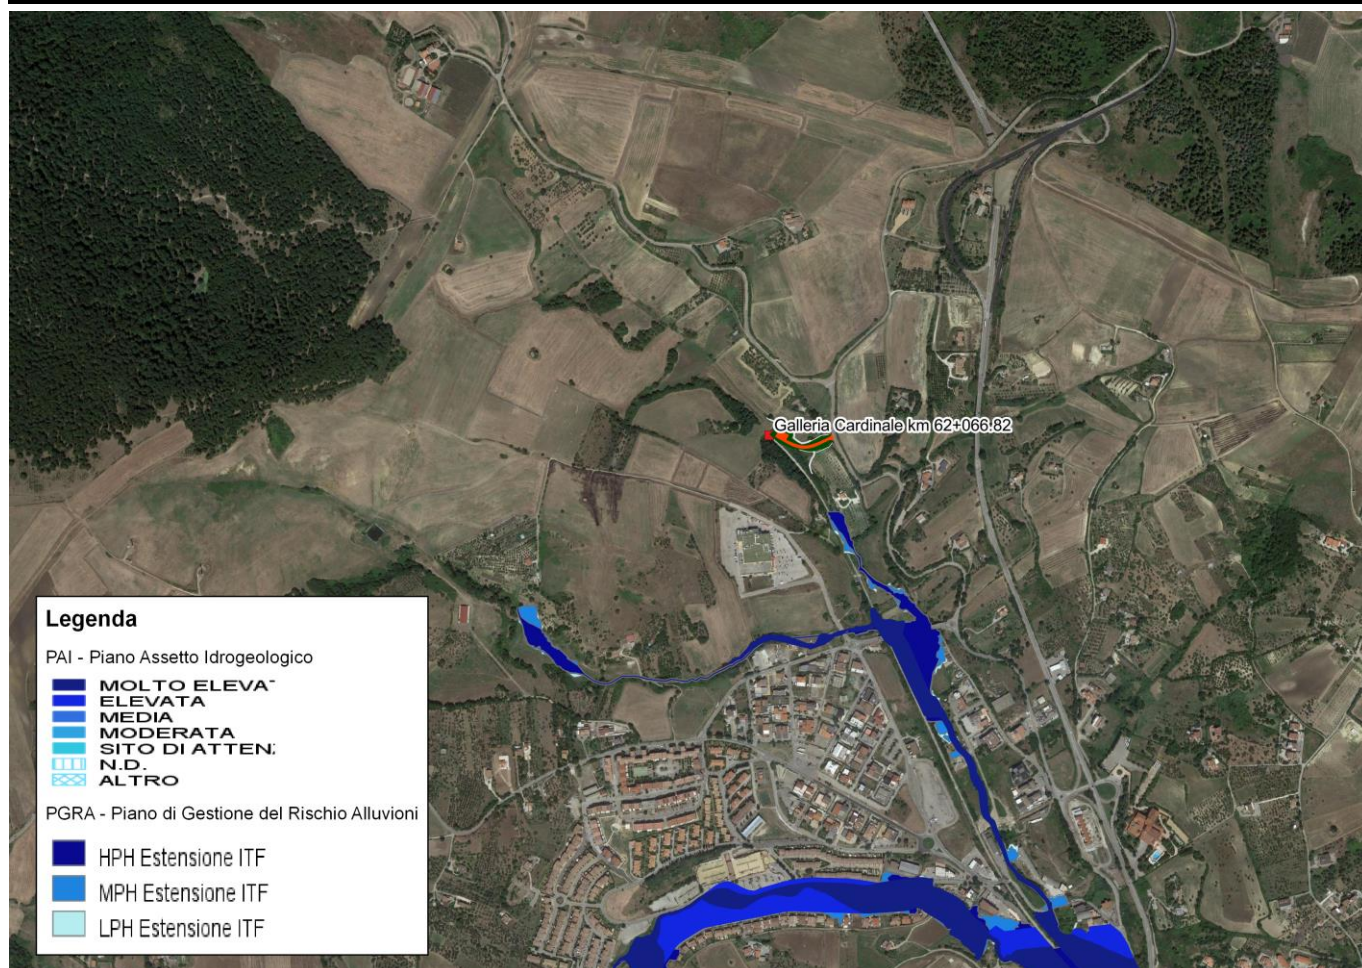 Galleria Cardinale km 62+066.82
Legenda
PAI - Piano Assetto Idrogeologico
MOLTO ELEVA
ELEVATA
MEDIA
MODERATA
SITO DI ATTEN
N.D.
ALTRO
PGRA - Piano di Gestione del Rischio Alluvioni
HPH Estensione ITF
MPH Estensione ITF
LPH Estensione ITF